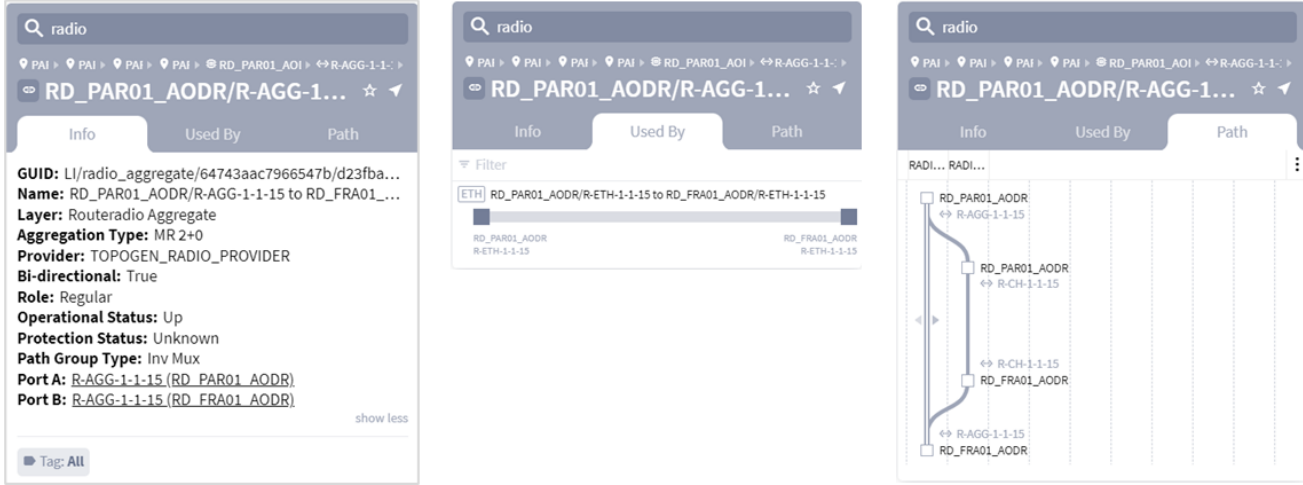 radio
PAI PAI PAI PAI RD_PAR01_AOI R-AGG-1-1-:
RD_PAR01_AODR/R-AGG-1...
Info Used By Path
GUID: LI/radio_aggregate/64743aac7966547b/d23fba...
Name: RD_PAR01_AODR/R-AGG-1-1-15 to RD_FRA01_...
Layer: Routeradio Aggregate
Aggregation Type: MR 2+0
Provider: TOPOGEN_RADIO_PROVIDER
Bi-directional: True
Role: Regular
Operational Status: Up
Protection Status: Unknown
Path Group Type: Inv Mux
Port A: R-AGG-1-1-15 (RD_PAR01_AODR)
Port B: R-AGG-1-1-15 (RD_FRA01_AODR)
show less
Tag: All
radio
PAI PAI PAI PAI RD_PAR01_AOI R-AGG-1-1-:
RD_PAR01_AODR/R-AGG-1...
Info Used By Path
Filter
ETH RD_PAR01_AODR/R-ETH-1-1-15 to RD_FRA01_AODR/R-ETH-1-1-15
RD_PAR01_AODR RD_FRA01_AODR
R-ETH-1-1-15 R-ETH-1-1-15
radio
PAI PAI PAI PAI RD_PAR01_AOI R-AGG-1-1-:
RD_PAR01_AODR/R-AGG-1...
Info Used By Path
RADI... RADI...
RD_PAR01_AODR
R-AGG-1-1-15
RD_PAR01_AODR
R-CH-1-1-15
R-CH-1-1-15
RD_FRA01_AODR
R-AGG-1-1-15
RD_FRA01_AODR